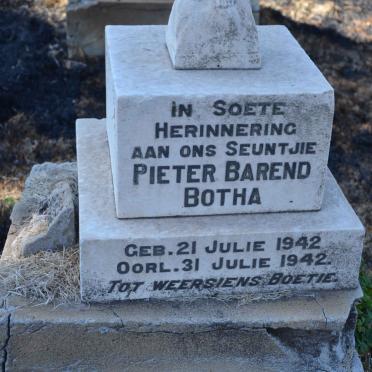 In Soete
Herinnering
aan ons Seuntjie
Pieter Barend
Botha
Geb. 21 Julie 1942
Oorl. 31 Julie 1942.
Tot weersiens Boetie.